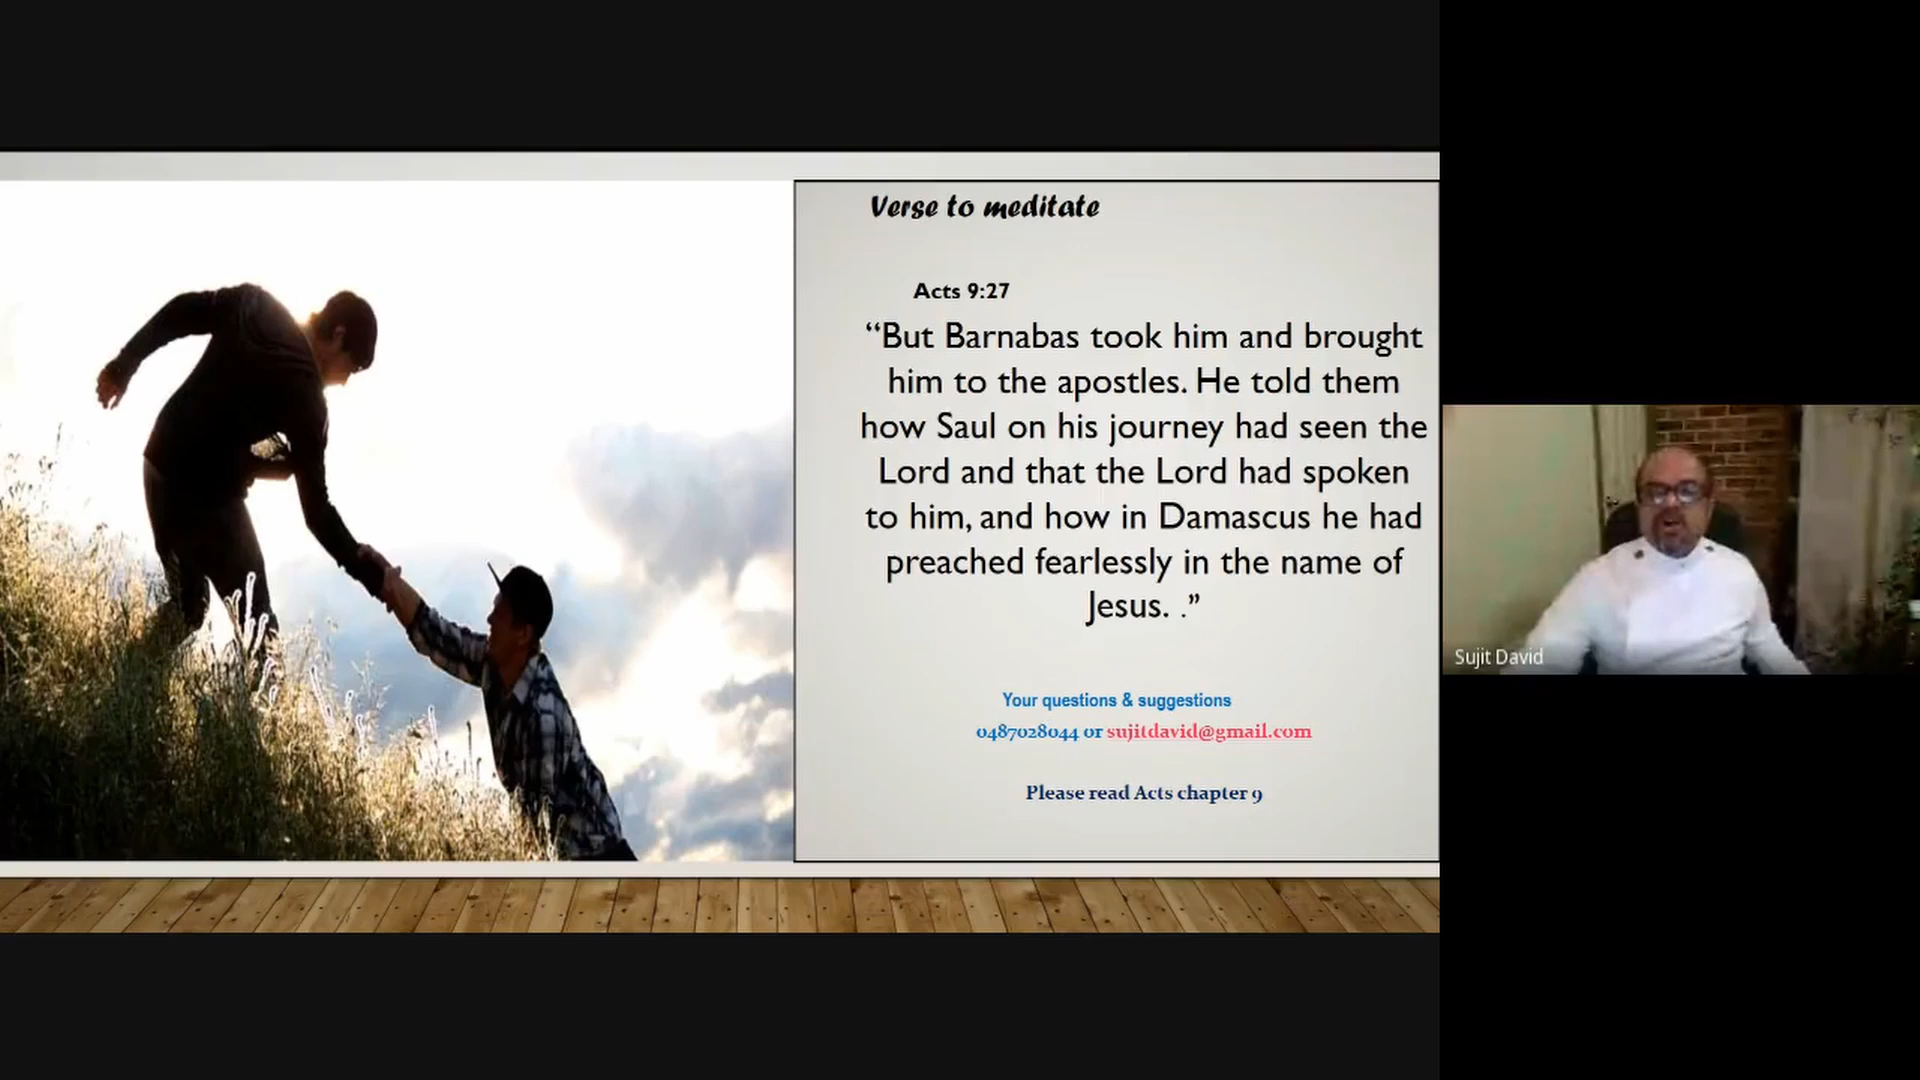 Verse to meditate
Acts 9:27
“But Barnabas took him and brought
him to the apostles. He told them
how Saul on his journey had seen the
Lord and that the Lord had spoken
to him, and how in Damascus he had
preached fearlessly in the name of
Jesus. .”
Your questions & suggestions
0487028044 or sujitdavid@gmail.com
Please read Acts chapter 9
Sujit David